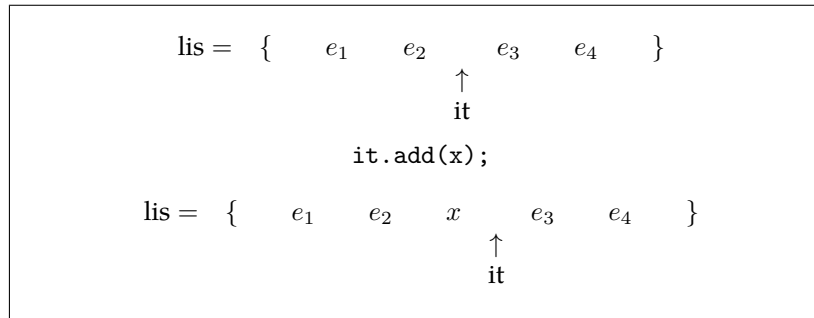 lis = { e₁ e₂ e₃ e₄ }
↑
it
it.add(x);
lis = { e₁ e₂ x e₃ e₄ }
↑
it